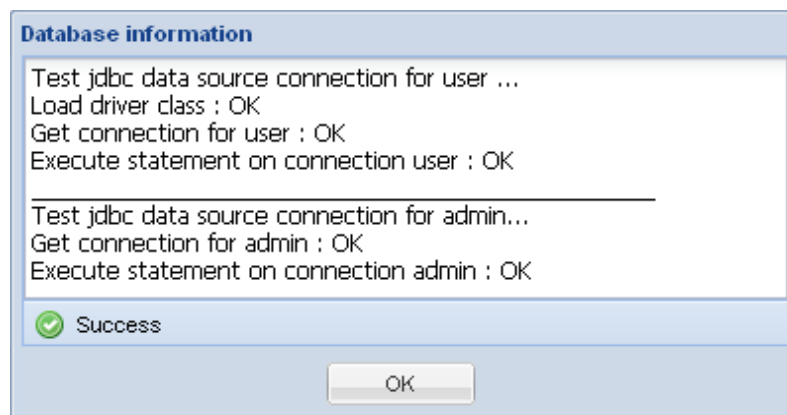 Database information
Test jdbc data source connection for user ...
Load driver class : OK
Get connection for user : OK
Execute statement on connection user : OK
Test jdbc data source connection for admin...
Get connection for admin : OK
Execute statement on connection admin : OK
Success
OK